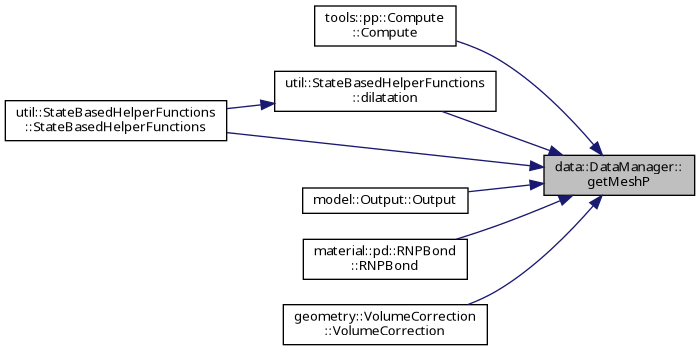 tools::pp::Compute
::Compute
util::StateBasedHelperFunctions
::dilatation
util::StateBasedHelperFunctions
::StateBasedHelperFunctions
data::DataManager::
getMeshP
model::Output::Output
material::pd::RNPBond
::RNPBond
geometry::VolumeCorrection
::VolumeCorrection